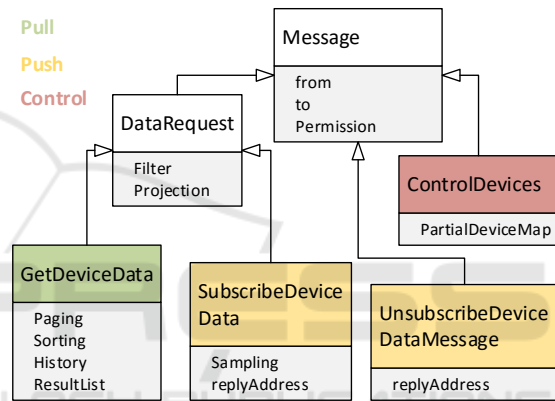 Pull
Push
Control
Message
from
to
Permission
DataRequest
Filter
Projection
ControlDevices
PartialDeviceMap
GetDeviceData
Paging
Sorting
History
ResultList
SubscribeDevice
Data
Sampling
replyAddress
UnsubscribeDevice
DataMessage
replyAddress